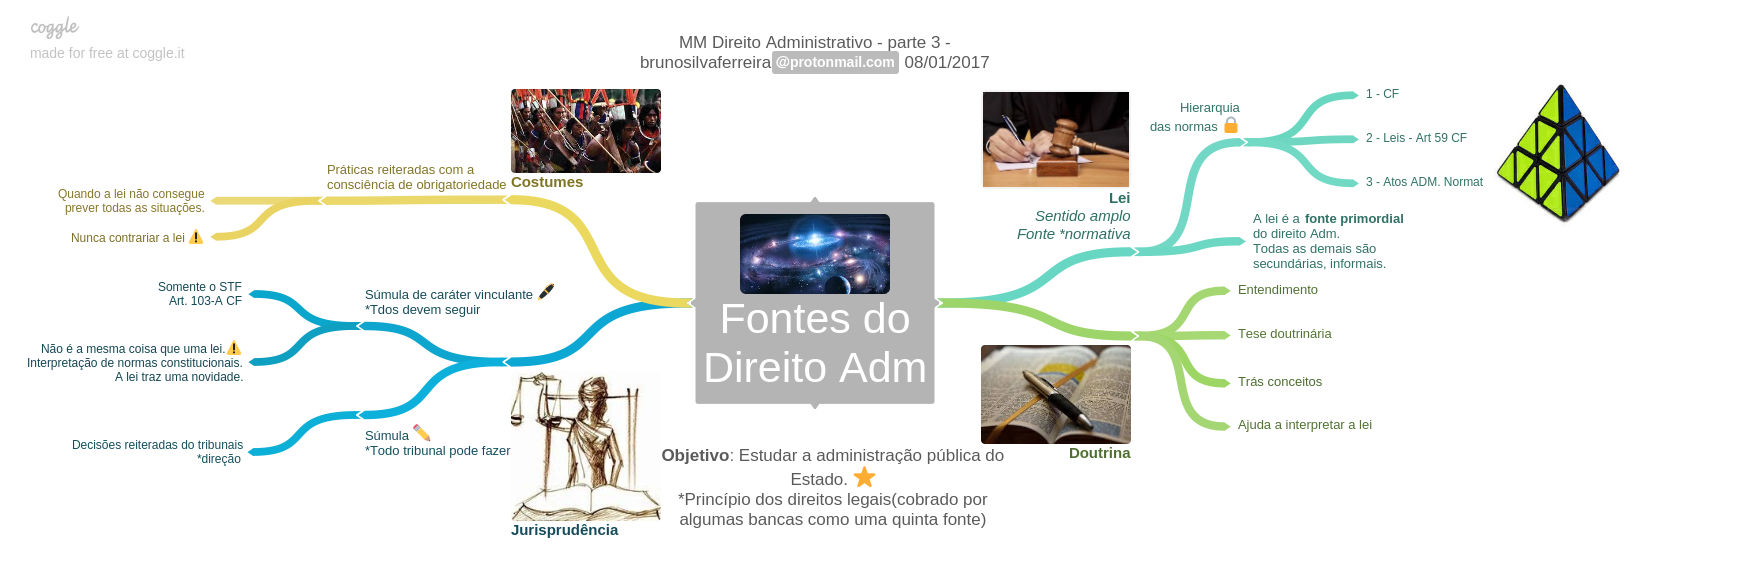 coggle
made for free at coggle.it
MM Direito Administrativo - parte 3 -
brunosilvaferreira@protonmail.com 08/01/2017
Práticas reiteradas com a
consciência de obrigatoriedade
Costumes
Quando a lei não consegue
prever todas as situações.
Nunca contrariar a lei
Somente o STF
Art. 103-A CF
Súmula de caráter vinculante
*Tdos devem seguir
Não é a mesma coisa que uma lei.
Interpretação de normas constitucionais.
A lei traz uma novidade.
Decisões reiteradas do tribunais
*direção
Súmula
*Todo tribunal pode fazer
Jurisprudência
Fontes do
Direito Adm
Objetivo: Estudar a administração pública do
Estado.
*Princípio dos direitos legais(cobrado por
algumas bancas como uma quinta fonte)
Lei
Sentido amplo
Fonte *normativa
Hierarquia
das normas
1 - CF
2 - Leis - Art 59 CF
3 - Atos ADM. Normat
A lei é a fonte primordial
do direito Adm.
Todas as demais são
secundárias, informais.
Doutrina
Entendimento
Tese doutrinária
Trás conceitos
Ajuda a interpretar a lei